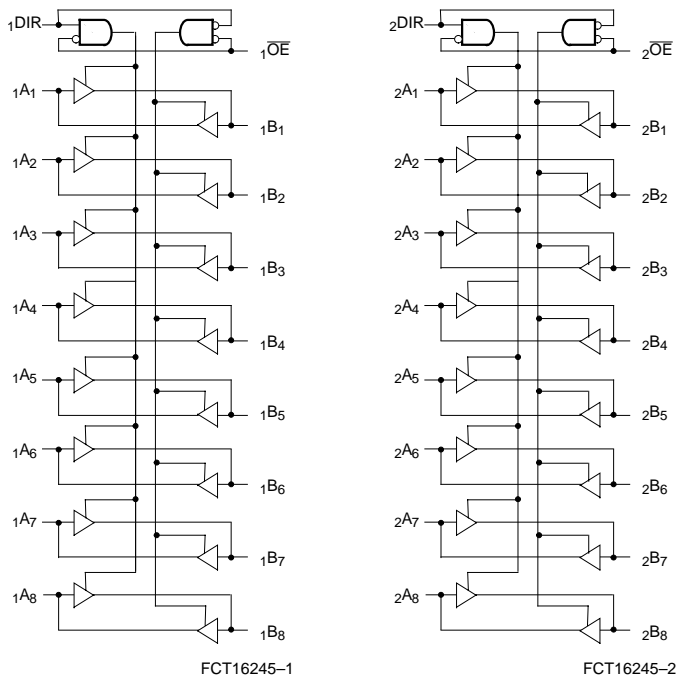 1DIR
1OE
1A1
1B1
1A2
1B2
1A3
1B3
1A4
1B4
1A5
1B5
1A6
1B6
1A7
1B7
1A8
1B8
FCT16245–1
2DIR
2OE
2A1
2B1
2A2
2B2
2A3
2B3
2A4
2B4
2A5
2B5
2A6
2B6
2A7
2B7
2A8
2B8
FCT16245–2